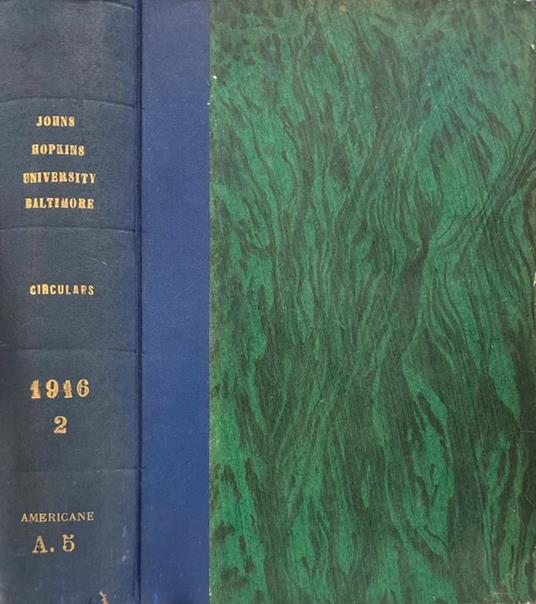 JOHNS
HOPKINS
UNIVERSITY
BALTIMORE
CIRCULARS
1916
2
AMERICANE
A. 5